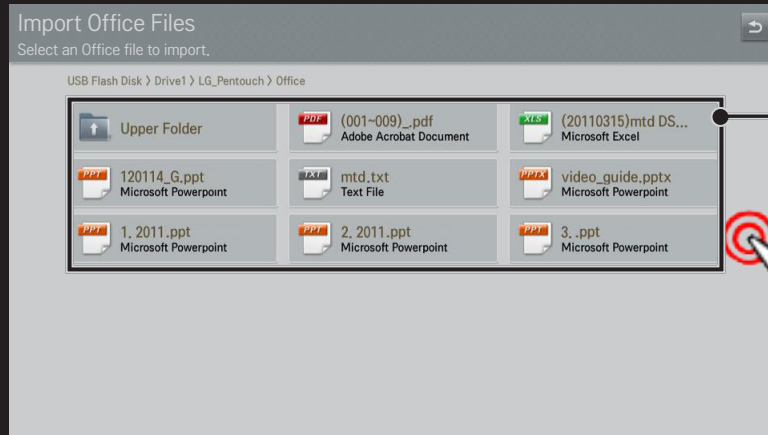 Import Office Files
Select an Office file to import.
USB Flash Disk > Drive1 > LG_Pentouch > Office
Upper Folder
PDF
(001~009)_.pdf
Adobe Acrobat Document
XLS
(20110315)mtd DS...
Microsoft Excel
PPT
120114_G.ppt
Microsoft Powerpoint
TXT
mtd.txt
Text File
PPTX
video_guide.pptx
Microsoft Powerpoint
PPT
1. 2011.ppt
Microsoft Powerpoint
PPT
2. 2011.ppt
Microsoft Powerpoint
PPT
3. .ppt
Microsoft Powerpoint